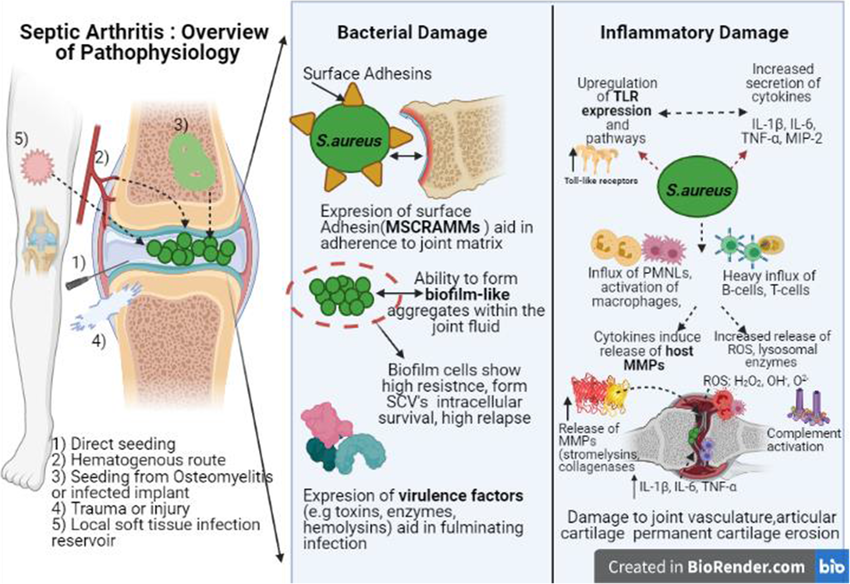 Septic Arthritis : Overview
of Pathophysiology
5)
2)
3)
1)
4)
1) Direct seeding
2) Hematogenous route
3) Seeding from Osteomyelitis
or infected implant
4) Trauma or injury
5) Local soft tissue infection
reservoir
Bacterial Damage
Surface Adhesins
S.aureus
Expresion of surface
Adhesin(MSCRAMMs ) aid in
adherence to joint matrix
Ability to form
biofilm-like
aggregates within the
joint fluid
Biofilm cells show
high resistnce, form
SCV's intracellular
survival, high relapse
Expresion of virulence factors
(e.g toxins, enzymes,
hemolysins) aid in fulminating
infection
Inflammatory Damage
Upregulation
of TLR
expression
and
pathways
Toll-like receptors
Increased
secretion of
cytokines
IL-1β, IL-6,
TNF-α, MIP-2
S.aureus
Influx of PMNLs,
activation of
macrophages,
Heavy influx of
B-cells, T-cells
Cytokines induce
release of host
MMPs
Increased release of
ROS, lysosomal
enzymes
ROS; H₂O₂, OH⁻, O²⁻
Release of
MMPs
(stromelysins,
collagenases
Complement
activation
IL-1β, IL-6, TNF-α
Damage to joint vasculature,articular
cartilage permanent cartilage erosion
Created in BioRender.com bio